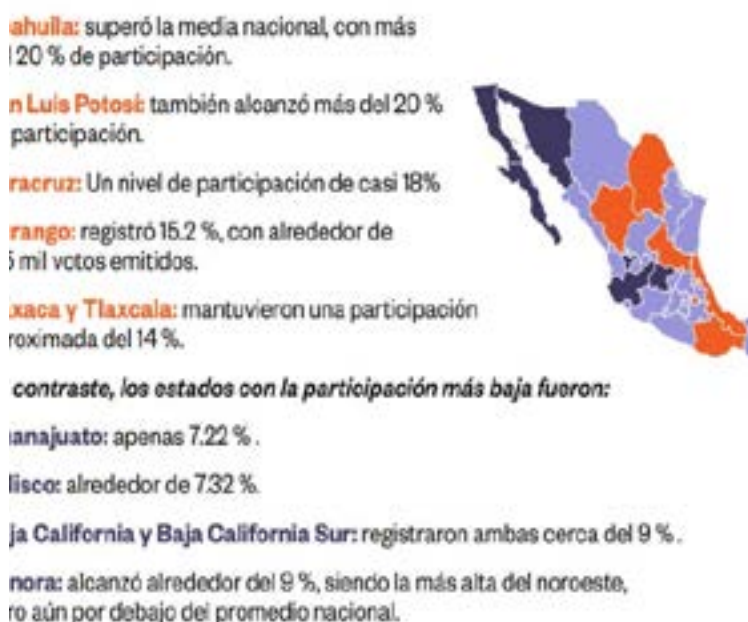 ahuila: superó la media nacional, con más
20 % de participación.
n Luis Potosí: también alcanzó más del 20 %
participación.
racruz: Un nivel de participación de casi 18%
rango: registró 15.2 %, con alrededor de
mil votos emitidos.
axaca y Tlaxcala: mantuvieron una participación
roximada del 14 %.
contraste, los estados con la participación más baja fueron:
anajuato: apenas 7.22 % .
lisco: alrededor de 7.32 %.
ja California y Baja California Sur: registraron ambas cerca del 9 % .
nora: alcanzó alrededor del 9 %, siendo la más alta del noroeste,
ro aún por debajo del promedio nacional.